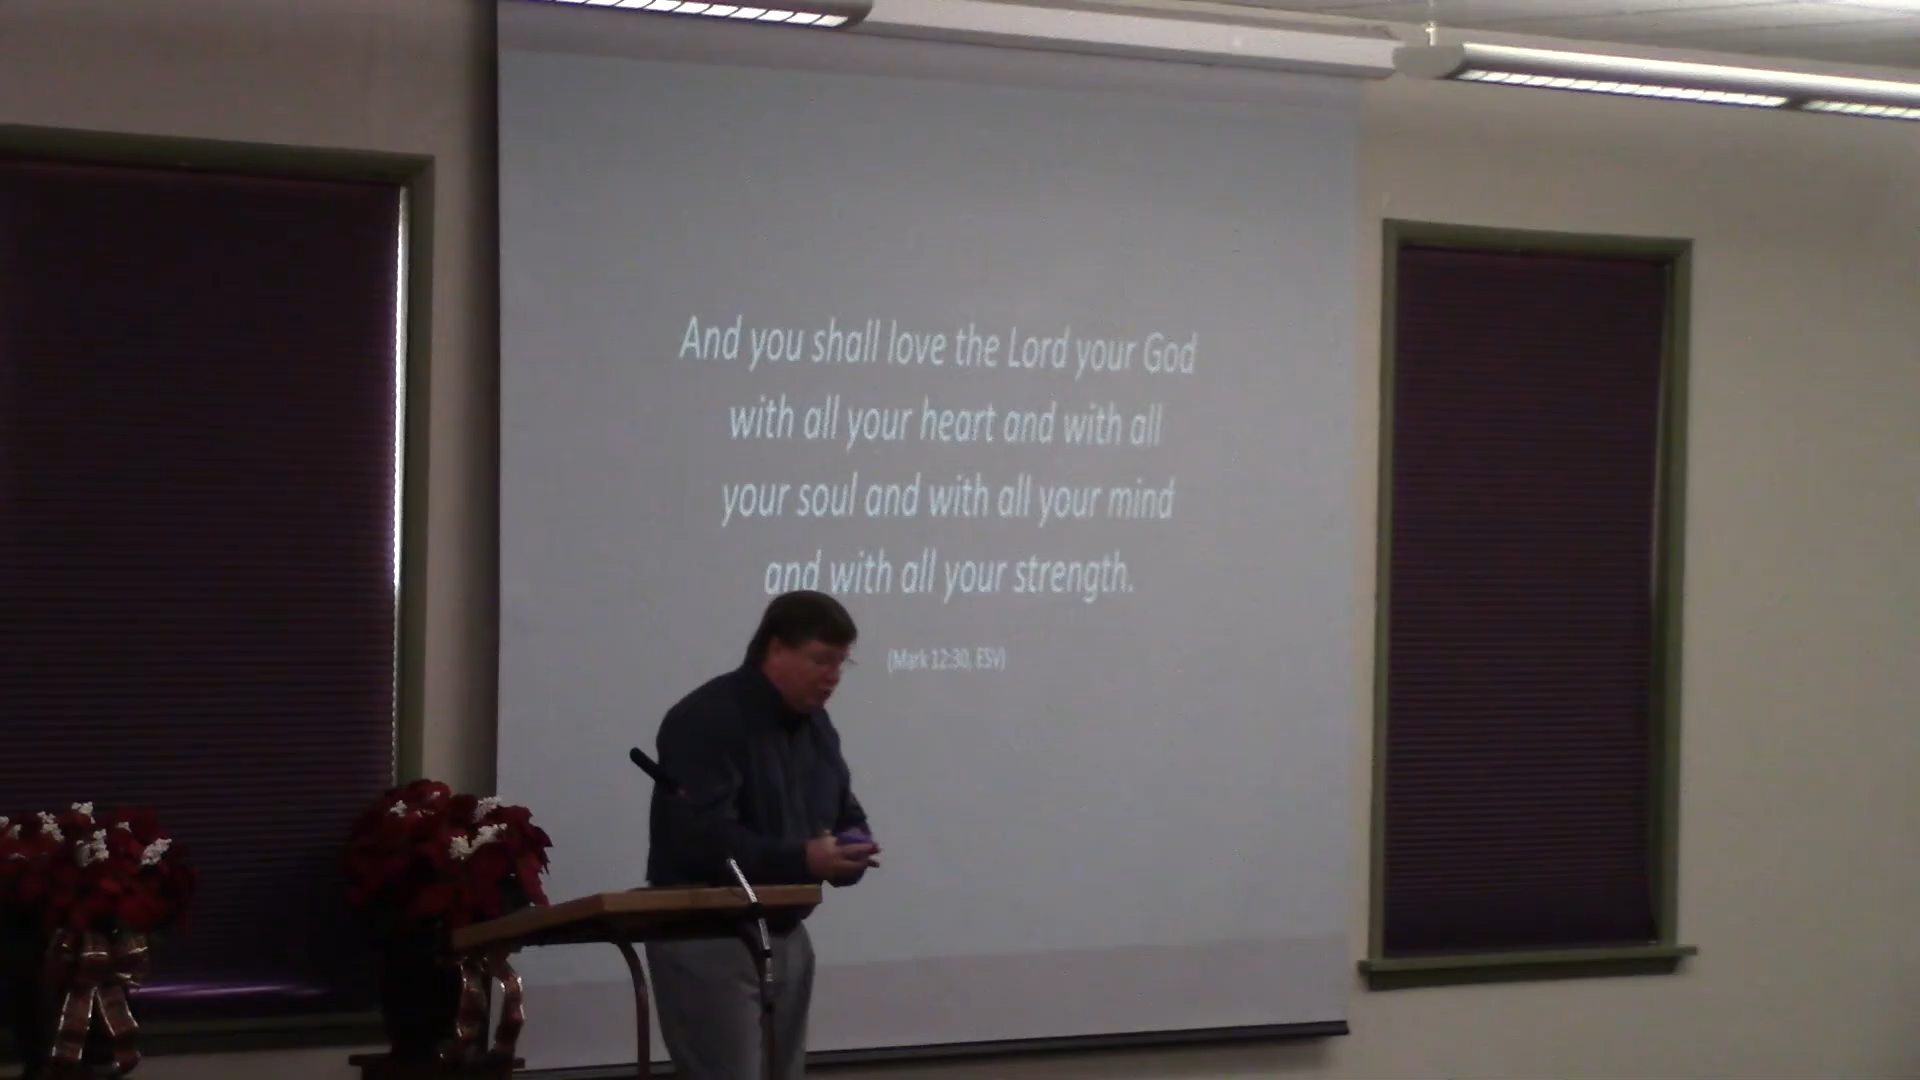 And you shall love the Lord your God
with all your heart and with all
your soul and with all your mind
and with all your strength.
(Mark 12:30, ESV)